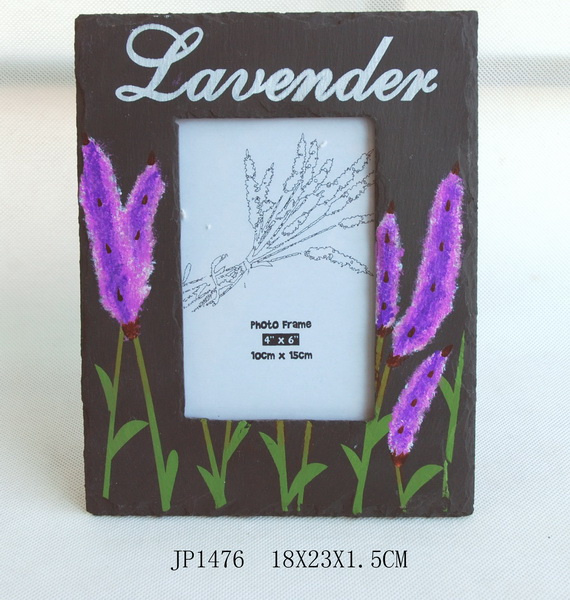 Lavender
Photo Frame
4" x 6"
10cm x 15cm
JP1476 18X23X1.5CM